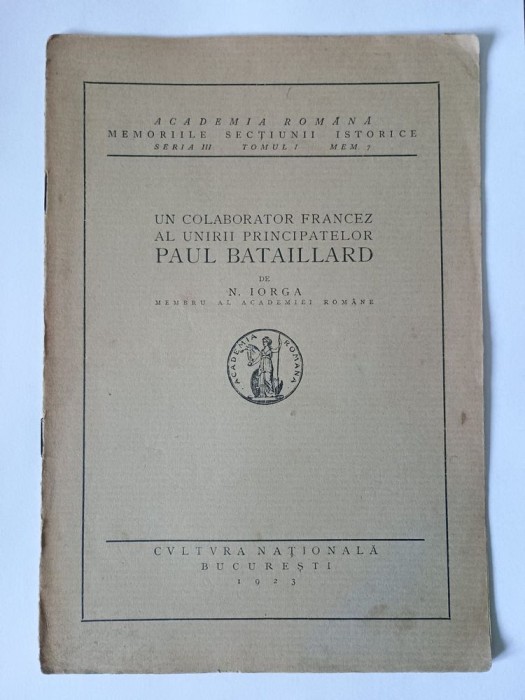 ACADEMIA ROMÂNĂ
MEMORIILE SECȚIUNII ISTORICE
SERIA III TOMUL I MEM. 7
UN COLABORATOR FRANCEZ
AL UNIRII PRINCIPATELOR
PAUL BATAILLARD
DE
N. IORGA
MEMBRU AL ACADEMIEI ROMÂNE
ACADEMIA ROMANA
CVLTVRA NAȚIONALĂ
BUCUREȘTI
1923